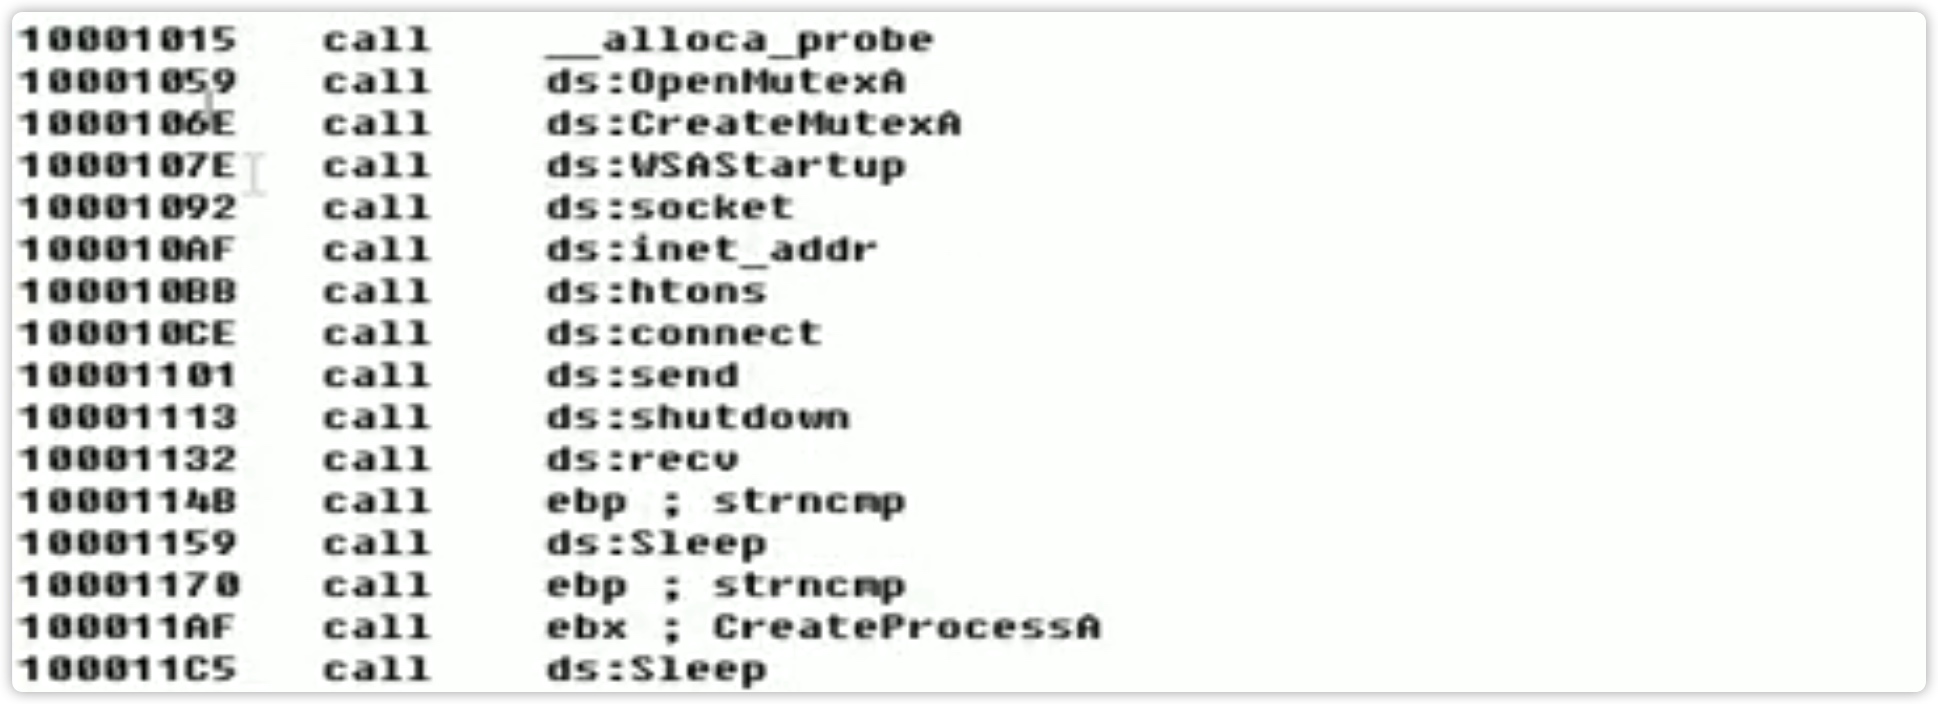 10001015 call __alloca_probe
10001059 call ds:OpenMutexA
1000106E call ds:CreateMutexA
1000107E call ds:WSAStartup
10001092 call ds:socket
100010AF call ds:inet_addr
100010BB call ds:htons
100010CE call ds:connect
10001101 call ds:send
10001113 call ds:shutdown
10001132 call ds:recv
1000114B call ebp ; strncmp
10001159 call ds:Sleep
10001170 call ebp ; strncmp
100011AF call ebx ; CreateProcessA
100011C5 call ds:Sleep